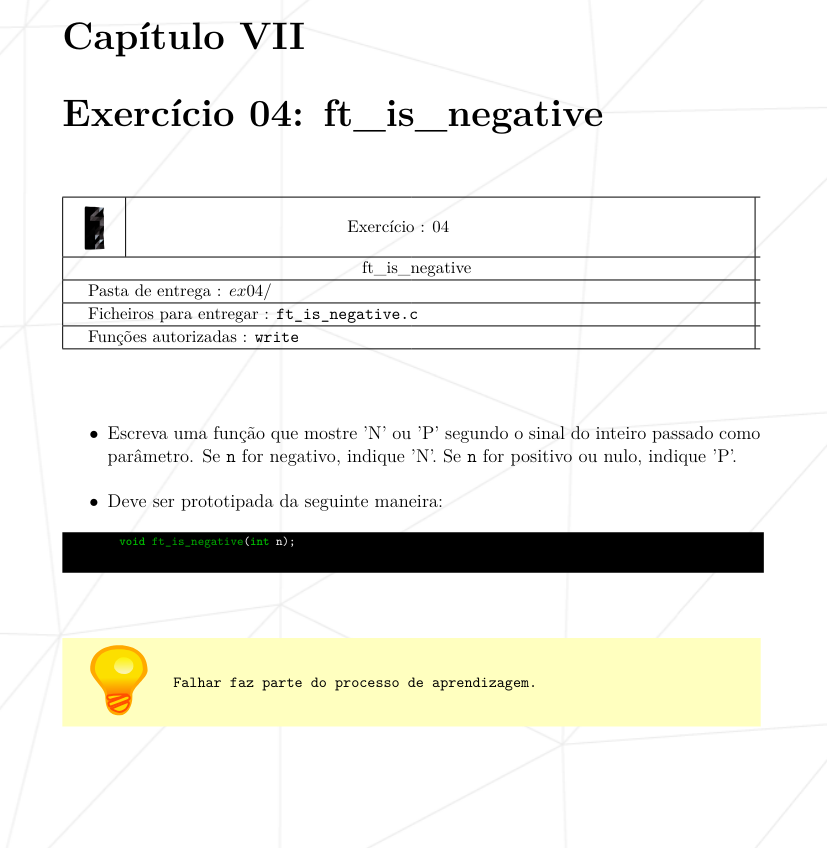 Capítulo VII
Exercício 04: ft_is_negative
Exercício : 04
ft_is_negative
Pasta de entrega : ex04/
Ficheiros para entregar : ft_is_negative.c
Funções autorizadas : write
• Escreva uma função que mostre 'N' ou 'P' segundo o sinal do inteiro passado como
parâmetro. Se n for negativo, indique 'N'. Se n for positivo ou nulo, indique 'P'.
• Deve ser prototipada da seguinte maneira:
void ft_is_negative(int n);
Falhar faz parte do processo de aprendizagem.